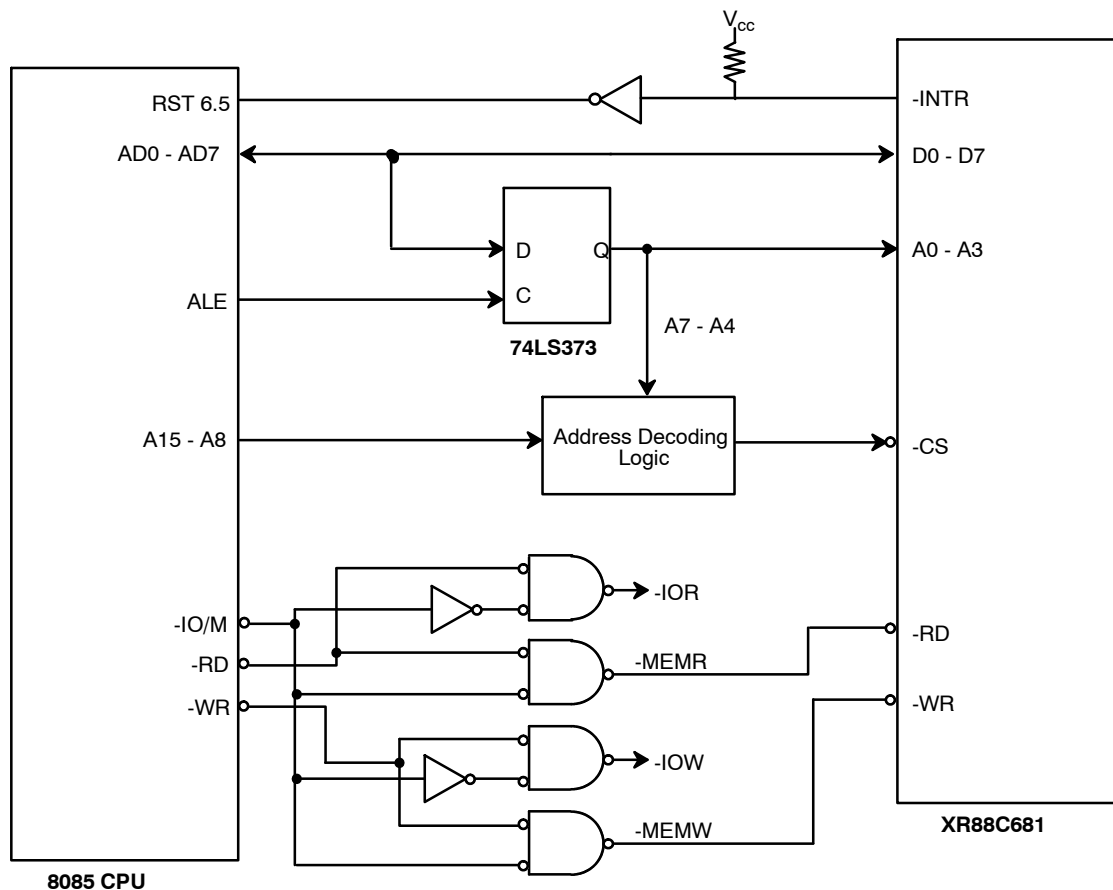 Vcc
RST 6.5
-INTR
AD0 - AD7
D0 - D7
D
Q
A0 - A3
ALE
C
A7 - A4
74LS373
A15 - A8
Address Decoding
Logic
-CS
-IOR
-IO/M
-RD
-RD
-MEMR
-WR
-WR
-IOW
-MEMW
XR88C681
8085 CPU